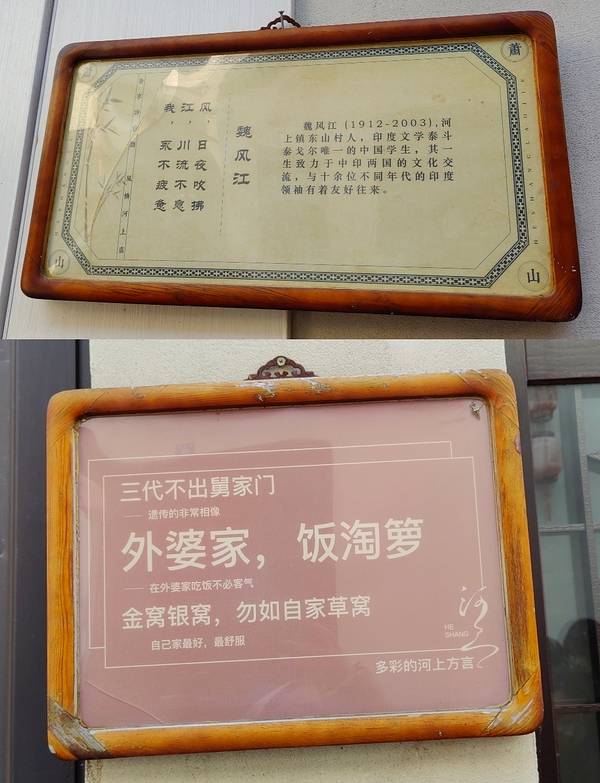 蕭
山
风，日夜吹拂
江，川流不息
我，永不疲惫
魏风江
魏风江(1912-2003),河
上镇东山村人，印度文学泰斗
泰戈尔唯一的中国学生，其一
生致力于中印两国的文化交
流，与十余位不同年代的印度
领袖有着友好往来。
山
三代不出舅家门
—— 遗传的非常相像
外婆家，饭淘箩
—— 在外婆家吃饭不必客气
金窝银窝，勿如自家草窝
自己家最好，最舒服
河上
HE
SHANG
多彩的河上方言